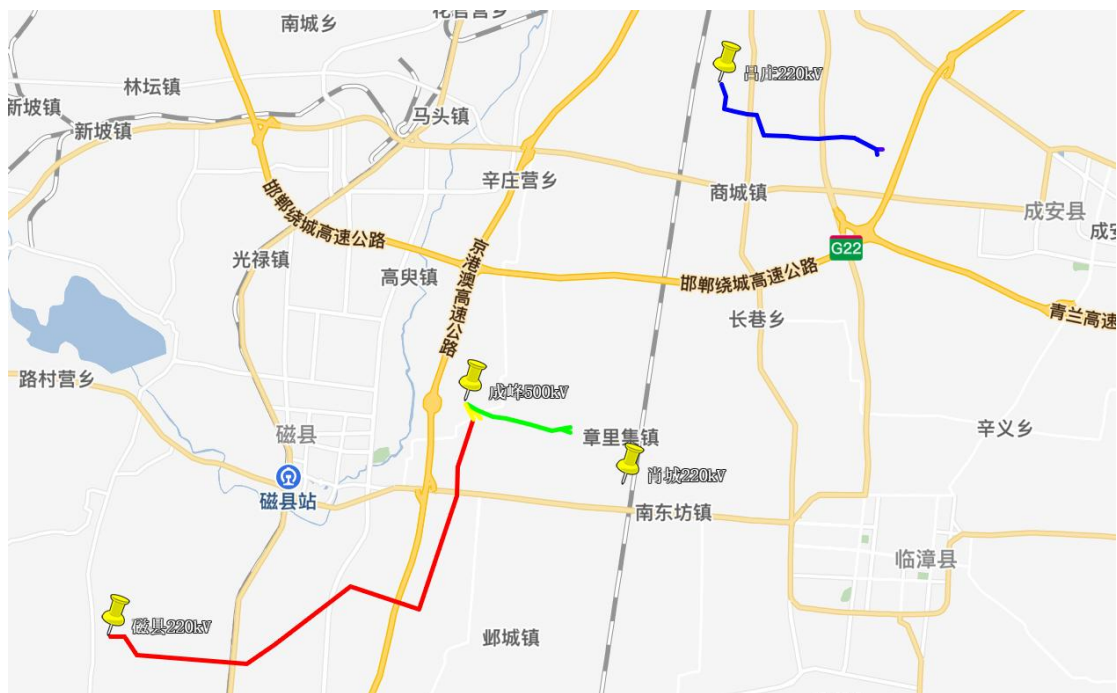 南城乡
花官营乡
林坛镇
新坡镇
新坡镇
马头镇
吕庄220kV
辛庄营乡
商城镇
成安县
成安
邯郸绕城高速公路
京港澳高速公路
光禄镇
高臾镇
G22
邯郸绕城高速公路
长巷乡
青兰高速
路村营乡
成峰500kV
磁县
章里集镇
辛义乡
肖城220kV
磁县站
南东坊镇
临漳县
磁县220kV
邺城镇